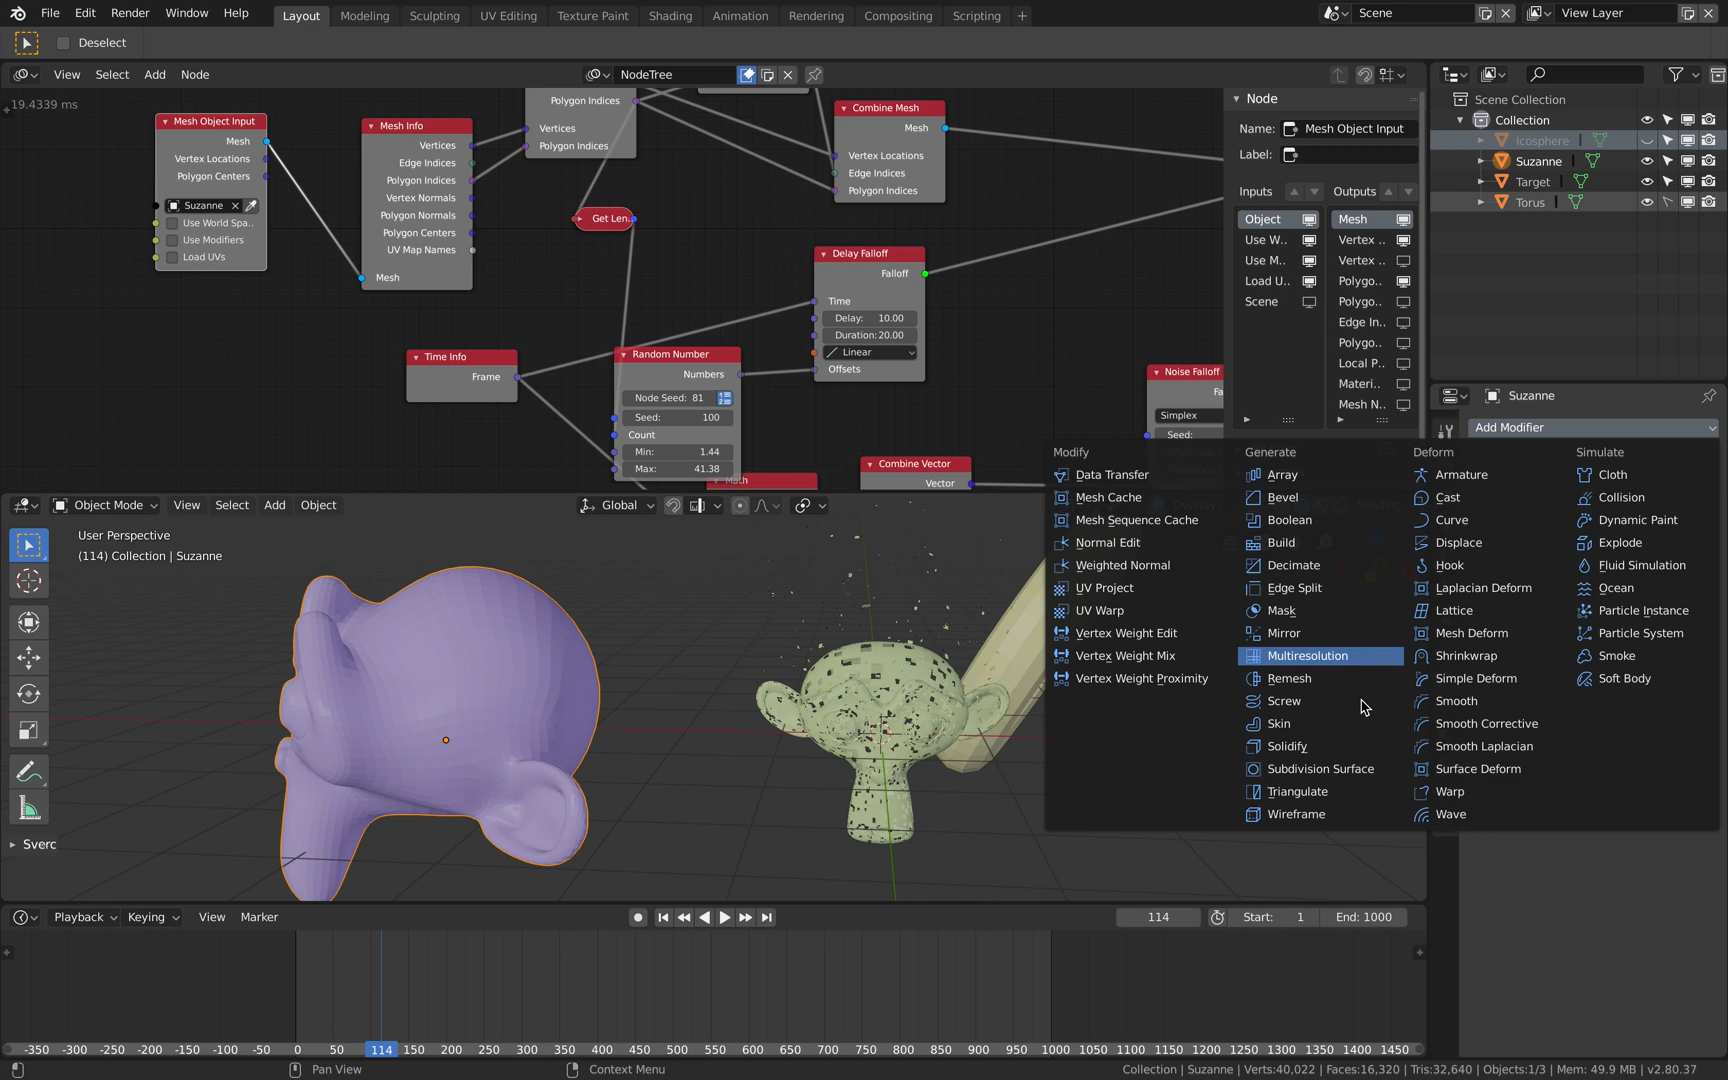 File Edit Render Window Help Layout Modeling Sculpting UV Editing Texture Paint Shading Animation Rendering Compositing Scripting + Scene View Layer
Deselect
View Select Add Node NodeTree
19.4339 ms
Mesh Object Input
Mesh
Vertex Locations
Polygon Centers
Suzanne
Use World Spa..
Use Modifiers
Load UVs
Mesh Info
Vertices
Edge Indices
Polygon Indices
Vertex Normals
Polygon Normals
Polygon Centers
UV Map Names
Mesh
Polygon Indices
Vertices
Polygon Indices
Get Len..
Combine Mesh
Mesh
Vertex Locations
Edge Indices
Polygon Indices
Delay Falloff
Falloff
Time
Delay: 10.00
Duration: 20.00
Linear
Offsets
Time Info
Frame
Random Number
Numbers
Node Seed: 81
Seed: 100
Count
Min: 1.44
Max: 41.38
Math
Combine Vector
Vector
Noise Falloff
Fa
Simplex
Seed:
Node
Name: Mesh Object Input
Label:
Inputs Outputs
Object Mesh
Use W.. Vertex ..
Use M.. Vertex ..
Load U.. Polygo..
Scene Polygo..
Edge In..
Polygo..
Local P..
Materi..
Mesh N..
Scene Collection
Collection
Icosphere
Suzanne
Target
Torus
Suzanne
Add Modifier
Modify
Data Transfer
Mesh Cache
Mesh Sequence Cache
Normal Edit
Weighted Normal
UV Project
UV Warp
Vertex Weight Edit
Vertex Weight Mix
Vertex Weight Proximity
Generate
Array
Bevel
Boolean
Build
Decimate
Edge Split
Mask
Mirror
Multiresolution
Remesh
Screw
Skin
Solidify
Subdivision Surface
Triangulate
Wireframe
Deform
Armature
Cast
Curve
Displace
Hook
Laplacian Deform
Lattice
Mesh Deform
Shrinkwrap
Simple Deform
Smooth
Smooth Corrective
Smooth Laplacian
Surface Deform
Warp
Wave
Simulate
Cloth
Collision
Dynamic Paint
Explode
Fluid Simulation
Ocean
Particle Instance
Particle System
Smoke
Soft Body
Object Mode View Select Add Object Global
User Perspective
(114) Collection | Suzanne
Sverc
Playback Keying View Marker 114 Start: 1 End: 1000
-350 -300 -250 -200 -150 -100 -50 0 50 114 150 200 250 300 350 400 450 500 550 600 650 700 750 800 850 900 950 1000 1050 1100 1150 1200 1250 1300 1350 1400 1450
Pan View Context Menu Collection | Suzanne | Verts:40,022 | Faces:16,320 | Tris:32,640 | Objects:1/3 | Mem: 49.9 MB | v2.80.37